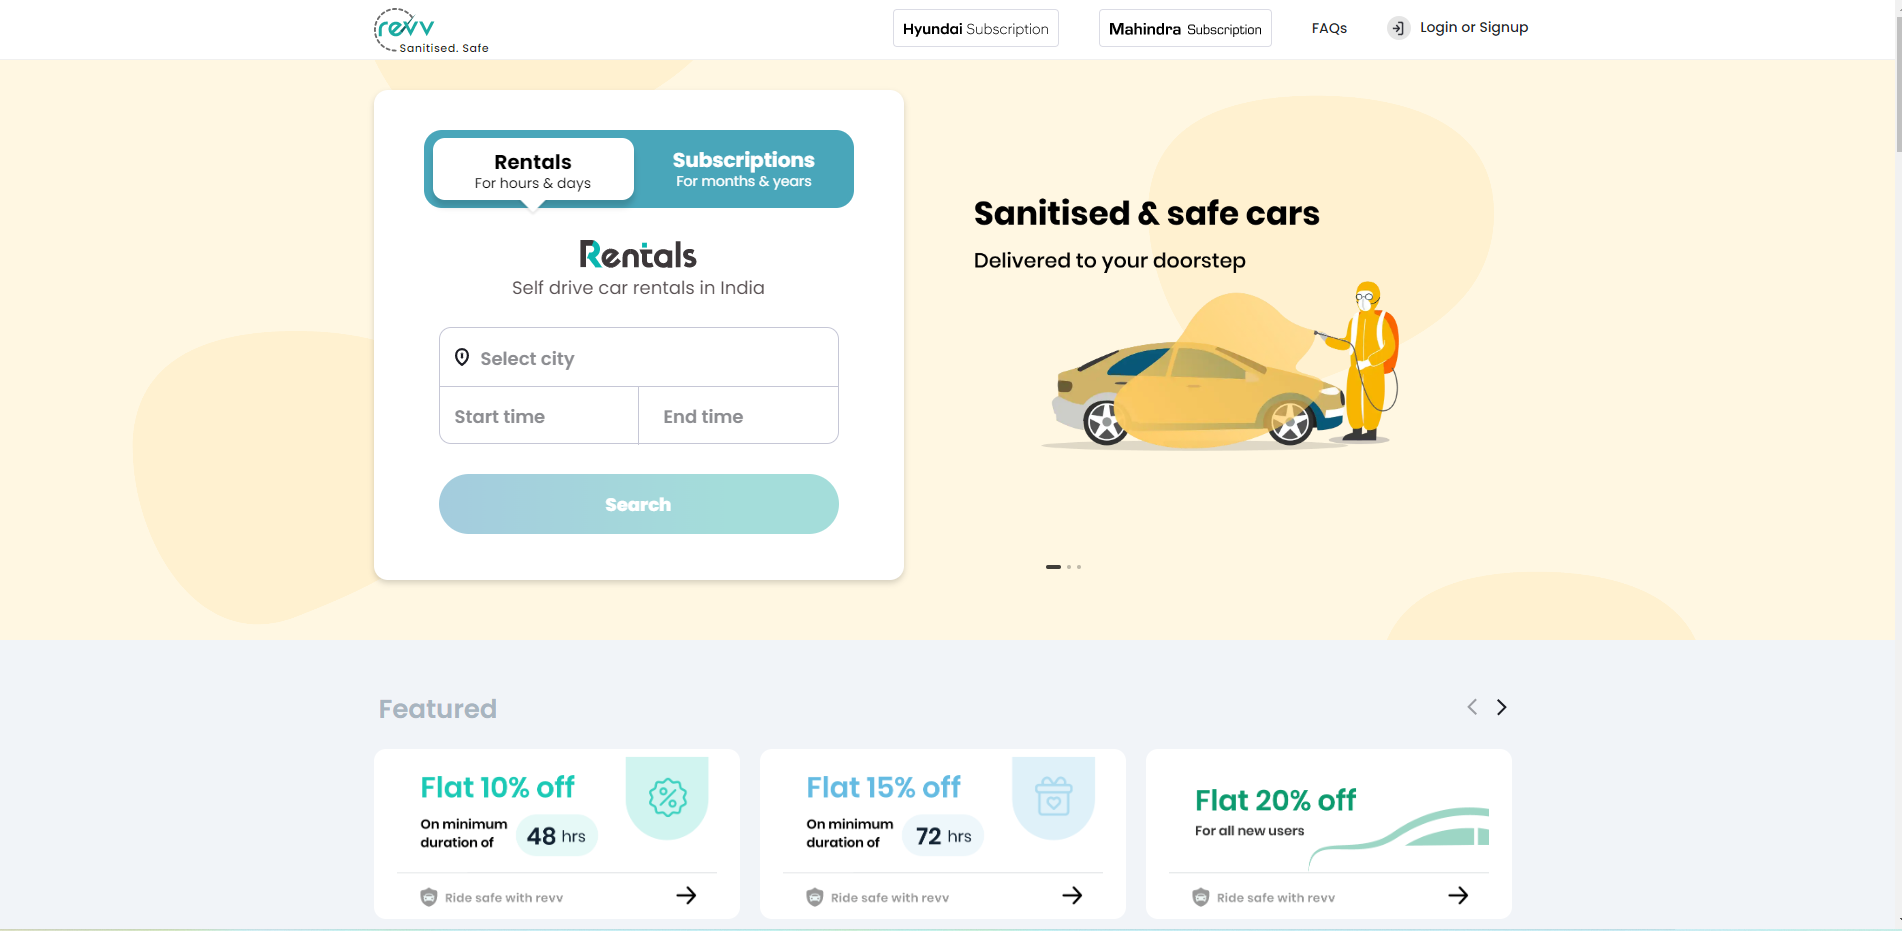 revv
Sanitised. Safe
Hyundai Subscription
Mahindra Subscription
FAQs
Login or Signup
Rentals
For hours & days
Subscriptions
For months & years
Rentals
Self drive car rentals in India
Select city
Start time
End time
Search
Sanitised & safe cars
Delivered to your doorstep
Featured
Flat 10% off
On minimum
duration of
48 hrs
Ride safe with revv
Flat 15% off
On minimum
duration of
72 hrs
Ride safe with revv
Flat 20% off
For all new users
Ride safe with revv